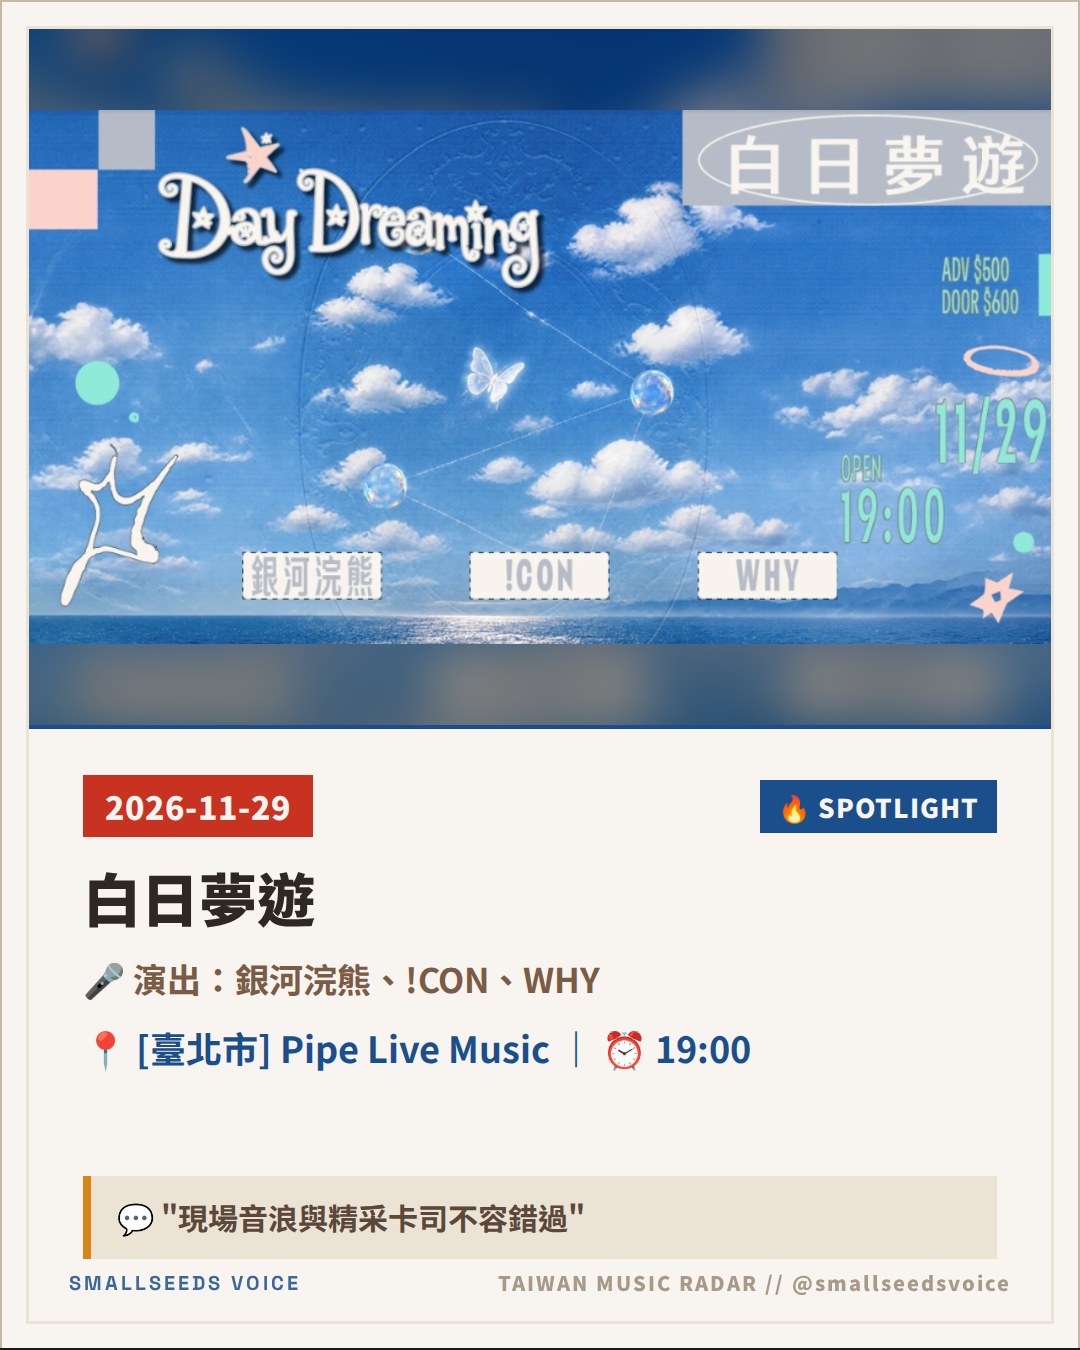 Day Dreaming
白日夢遊
ADV $500
DOOR $600
11/29
OPEN
19:00
銀河浣熊
!CON
WHY
2026-11-29
🔥 SPOTLIGHT
白日夢遊
🎤 演出：銀河浣熊、!CON、WHY
📍 [臺北市] Pipe Live Music ｜ ⏰ 19:00
💬 "現場音浪與精采卡司不容錯過"
SMALLSEEDS VOICE
TAIWAN MUSIC RADAR // @smallseedsvoice